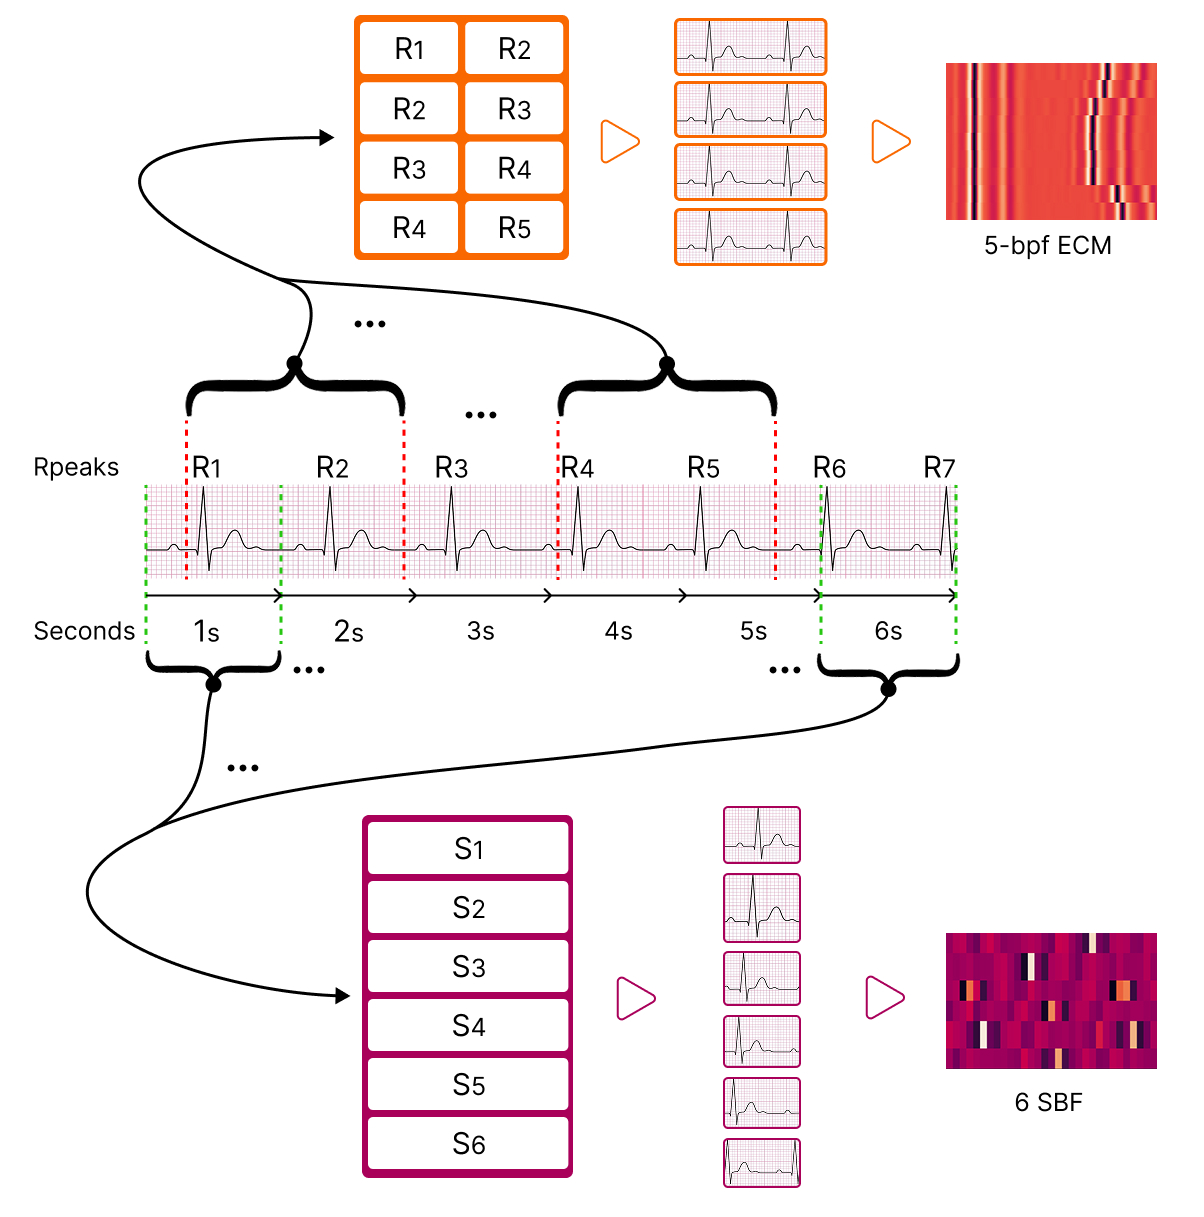 R1 R2
R2 R3
R3 R4
R4 R5
5-bpf ECM
...
...
Rpeaks R1 R2 R3 R4 R5 R6 R7
Seconds 1s 2s 3s 4s 5s 6s
... ...
...
S1
S2
S3
S4
S5
S6
6 SBF